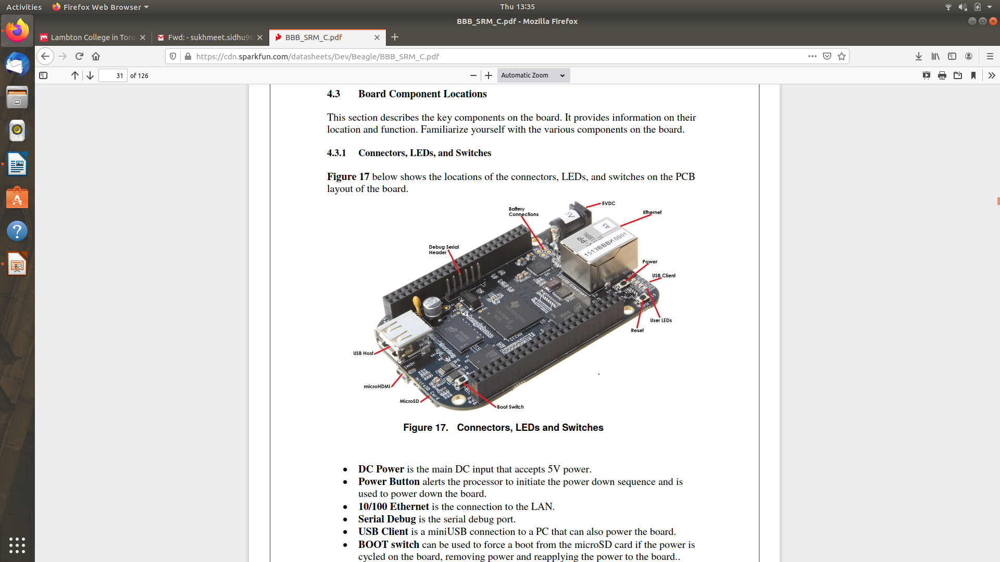 Activities
Firefox Web Browser
Thu 13:35
BBB_SRM_C.pdf - Mozilla Firefox
Lambton College in Toro
Fwd: - sukhmeet.sidhu96
BBB_SRM_C.pdf
https://cdn.sparkfun.com/datasheets/Dev/Beagle/BBB_SRM_C.pdf
31 of 126
Automatic Zoom
4.3 Board Component Locations
This section describes the key components on the board. It provides information on their
location and function. Familiarize yourself with the various components on the board.
4.3.1 Connectors, LEDs, and Switches
Figure 17 below shows the locations of the connectors, LEDs, and switches on the PCB
layout of the board.
5VDC
Battery
Connections
Ethernet
5V
A5
1513BBBK0001
Debug Serial
Header
Power
USB Client
10/100 Ethernet
User LEDs
Reset
beaglebone
USB Host
HDMI
microHDMI
microSD Card
MicroSD
Boot Switch
Figure 17. Connectors, LEDs and Switches
• DC Power is the main DC input that accepts 5V power.
• Power Button alerts the processor to initiate the power down sequence and is
used to power down the board.
• 10/100 Ethernet is the connection to the LAN.
• Serial Debug is the serial debug port.
• USB Client is a miniUSB connection to a PC that can also power the board.
• BOOT switch can be used to force a boot from the microSD card if the power is
cycled on the board, removing power and reapplying the power to the board..